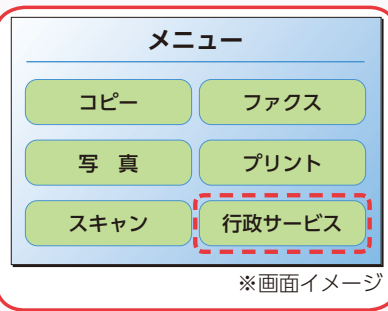 メニュー
コピー ファクス
写 真 プリント
スキャン 行政サービス
※画面イメージ